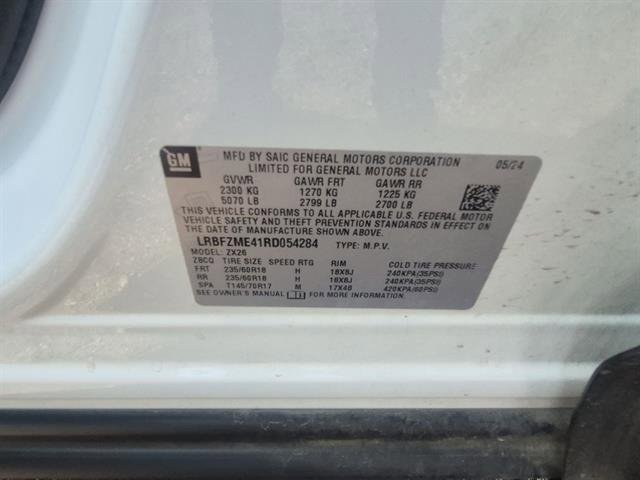 GM
MFD BY SAIC GENERAL MOTORS CORPORATION 05/24
LIMITED FOR GENERAL MOTORS LLC
GVWR GAWR FRT GAWR RR
2300 KG 1270 KG 1225 KG
5070 LB 2799 LB 2700 LB
THIS VEHICLE CONFORMS TO ALL APPLICABLE U.S. FEDERAL MOTOR
VEHICLE SAFETY AND THEFT PREVENTION STANDARDS IN EFFECT ON
THE DATE OF MANUFACTURE SHOWN ABOVE.
LRBFZME41RD054284 TYPE: M.P.V.
MODEL: ZX26
ZBCQ TIRE SIZE SPEED RTG RIM COLD TIRE PRESSURE
FRT 235/60R18 H 18X8J 240KPA(35PSI)
RR 235/60R18 H 18X8J 240KPA(35PSI)
SPA T145/70R17 M 17X4B 420KPA(60PSI)
SEE OWNER'S MANUAL FOR MORE INFORMATION.